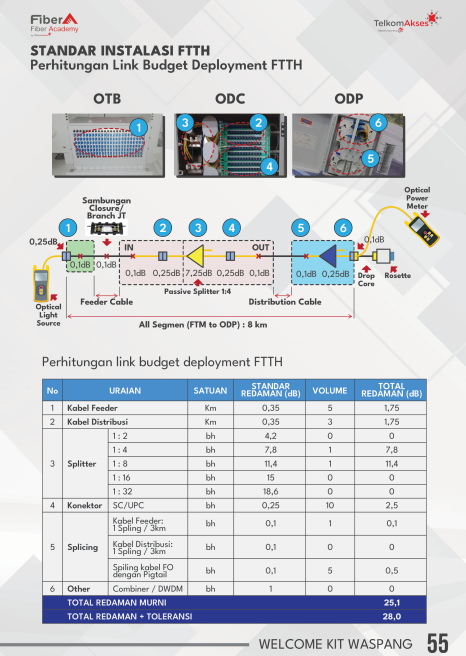 FiberA
Fiber Academy
TelkomAkses
STANDAR INSTALASI FTTH
Perhitungan Link Budget Deployment FTTH
OTB ODC ODP
1 3 2 4 6 5
Optical
Power
Meter
Sambungan
Closure/
Branch JT
1 2 3 4 5 6
0,25dB IN OUT 0,1dB
0,1dB 0,1dB 0,1dB 0,25dB 7,25dB 0,25dB 0,1dB 0,1dB 0,25dB
Drop
Core
Rosette
Passive Splitter 1:4
Feeder Cable Distribution Cable
Optical
Light
Source
All Segmen (FTM to ODP) : 8 km
Perhitungan link budget deployment FTTH
No URAIAN SATUAN STANDAR REDAMAN (dB) VOLUME TOTAL REDAMAN (dB)
1 Kabel Feeder Km 0,35 5 1,75
2 Kabel Distribusi Km 0,35 3 1,75
3 Splitter 1 : 2 bh 4,2 0 0
1 : 4 bh 7,8 1 7,8
1 : 8 bh 11,4 1 11,4
1 : 16 bh 15 0 0
1 : 32 bh 18,6 0 0
4 Konektor SC/UPC bh 0,25 10 2,5
5 Splicing Kabel Feeder: 1 Spling / 3km bh 0,1 1 0,1
Kabel Distribusi: 1 Spling / 3km bh 0,1 0 0
Spiling kabel FO dengan Pigtail bh 0,1 5 0,5
6 Other Combiner / DWDM bh 1 0 0
TOTAL REDAMAN MURNI 25,1
TOTAL REDAMAN + TOLERANSI 28,0
WELCOME KIT WASPANG 55